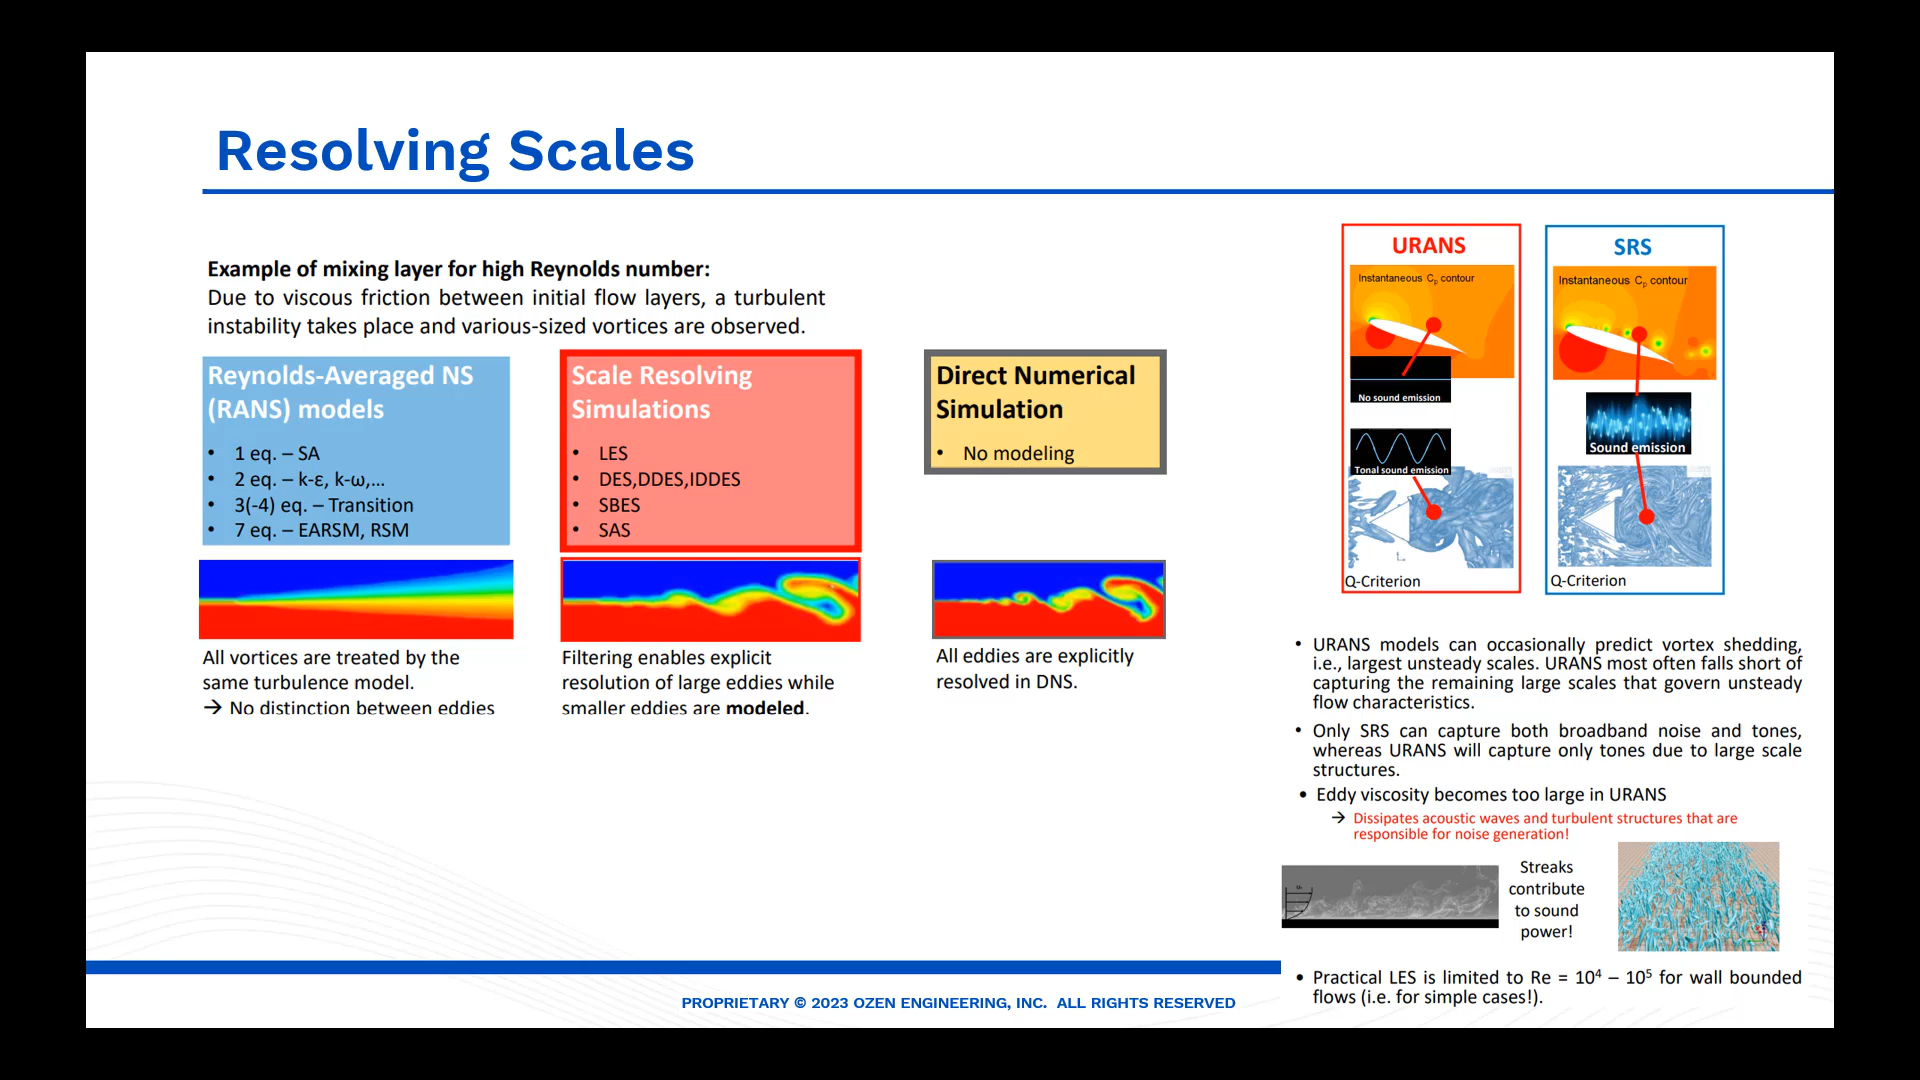 Resolving Scales
Example of mixing layer for high Reynolds number:
Due to viscous friction between initial flow layers, a turbulent
instability takes place and various-sized vortices are observed.
Reynolds-Averaged NS
(RANS) models
• 1 eq. – SA
• 2 eq. – k-ε, k-ω,...
• 3(-4) eq. – Transition
• 7 eq. – EARSM, RSM
All vortices are treated by the
same turbulence model.
→ No distinction between eddies
Scale Resolving
Simulations
• LES
• DES,DDES,IDDES
• SBES
• SAS
Filtering enables explicit
resolution of large eddies while
smaller eddies are modeled.
Direct Numerical
Simulation
• No modeling
All eddies are explicitly
resolved in DNS.
URANS
Instantaneous Cp contour
No sound emission
Tonal sound emission
Q-Criterion
SRS
Instantaneous Cp contour
Sound emission
Q-Criterion
• URANS models can occasionally predict vortex shedding,
i.e., largest unsteady scales. URANS most often falls short of
capturing the remaining large scales that govern unsteady
flow characteristics.
• Only SRS can capture both broadband noise and tones,
whereas URANS will capture only tones due to large scale
structures.
• Eddy viscosity becomes too large in URANS
→ Dissipates acoustic waves and turbulent structures that are
responsible for noise generation!
Streaks
contribute
to sound
power!
• Practical LES is limited to Re = 10⁴ – 10⁵ for wall bounded
flows (i.e. for simple cases!).
PROPRIETARY © 2023 OZEN ENGINEERING, INC. ALL RIGHTS RESERVED